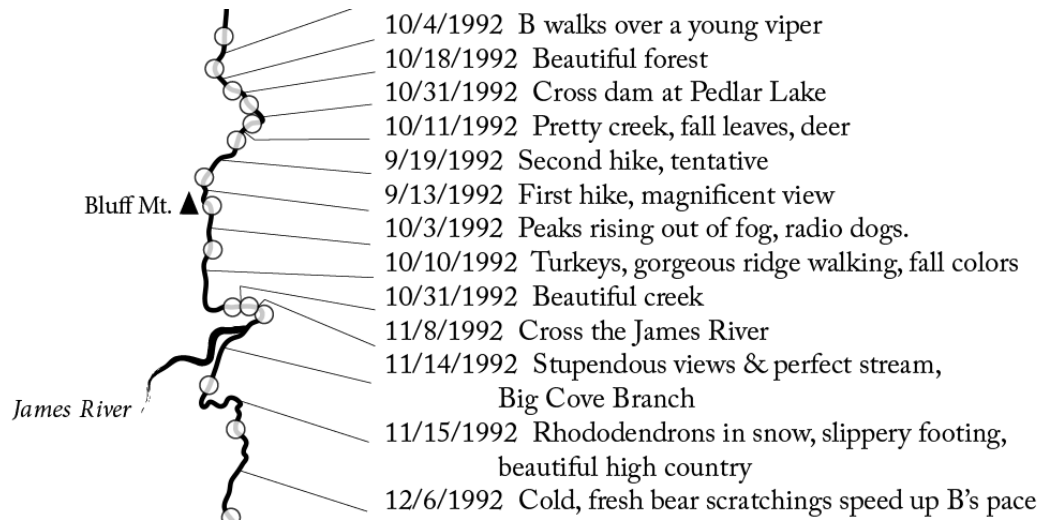 10/4/1992 B walks over a young viper
10/18/1992 Beautiful forest
10/31/1992 Cross dam at Pedlar Lake
10/11/1992 Pretty creek, fall leaves, deer
9/19/1992 Second hike, tentative
9/13/1992 First hike, magnificent view
Bluff Mt.
10/3/1992 Peaks rising out of fog, radio dogs.
10/10/1992 Turkeys, gorgeous ridge walking, fall colors
10/31/1992 Beautiful creek
11/8/1992 Cross the James River
11/14/1992 Stupendous views & perfect stream,
Big Cove Branch
James River
11/15/1992 Rhododendrons in snow, slippery footing,
beautiful high country
12/6/1992 Cold, fresh bear scratchings speed up B's pace